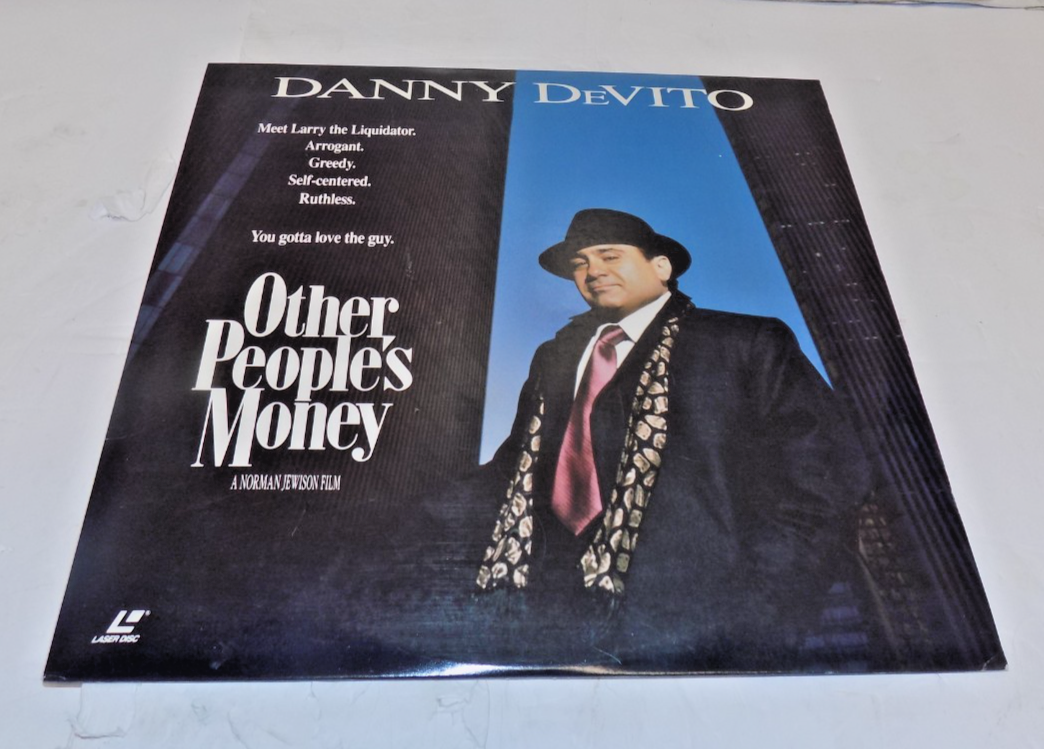 DANNY DEVITO
Meet Larry the Liquidator.
Arrogant.
Greedy.
Self-centered.
Ruthless.
You gotta love the guy.
Other
People's
Money
A NORMAN JEWISON FILM
LASER DISC